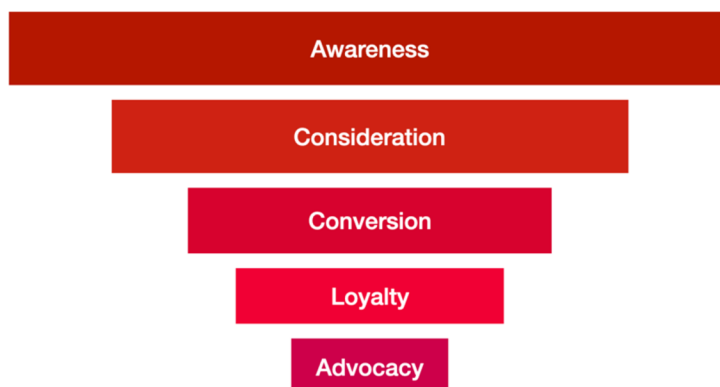 Awareness
Consideration
Conversion
Loyalty
Advocacy